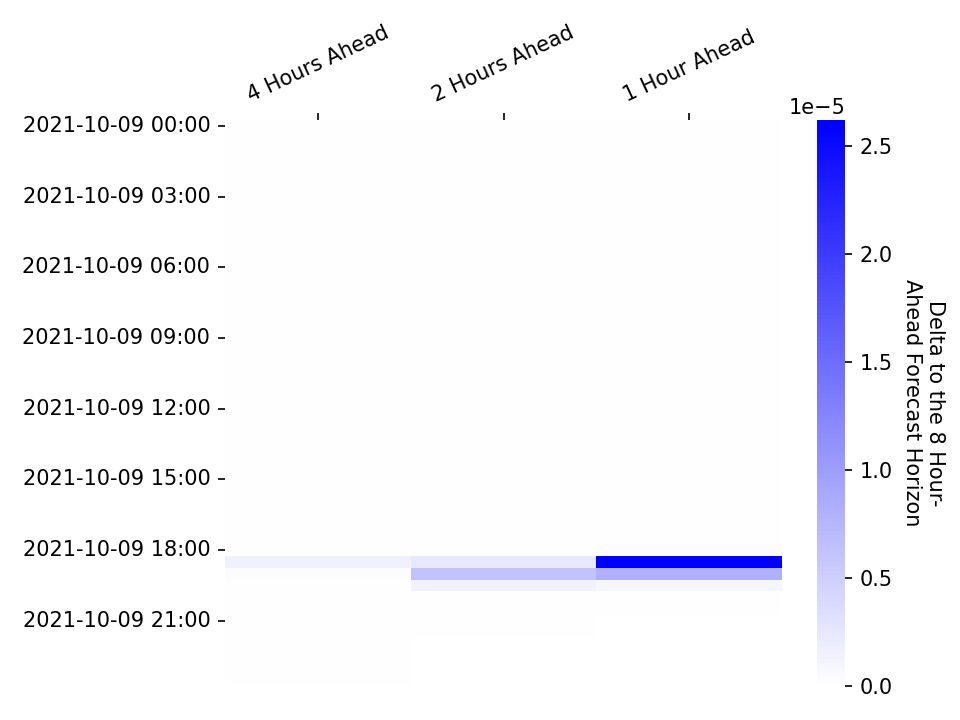 4 Hours Ahead
2 Hours Ahead
1 Hour Ahead
2021-10-09 00:00
2021-10-09 03:00
2021-10-09 06:00
2021-10-09 09:00
2021-10-09 12:00
2021-10-09 15:00
2021-10-09 18:00
2021-10-09 21:00
1e−5
2.5
2.0
1.5
1.0
0.5
0.0
Delta to the 8 Hour-
Ahead Forecast Horizon